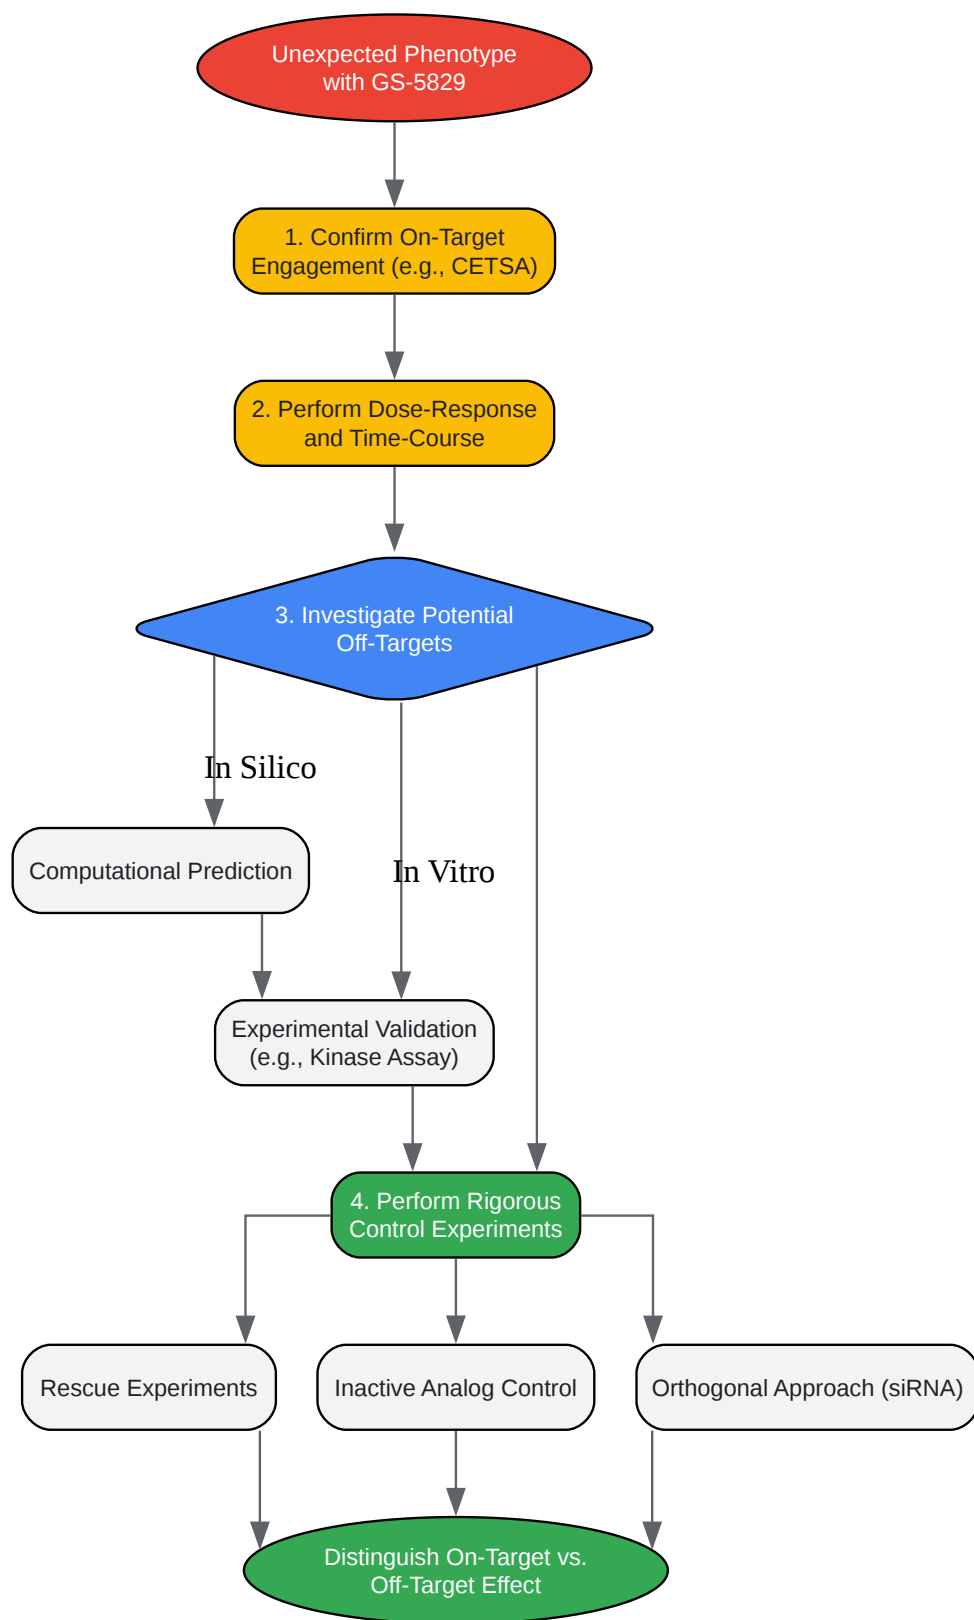 Unexpected Phenotype
with GS-5829
1. Confirm On-Target
Engagement (e.g., CETSA)
2. Perform Dose-Response
and Time-Course
3. Investigate Potential
Off-Targets
In Silico
Computational Prediction
In Vitro
Experimental Validation
(e.g., Kinase Assay)
4. Perform Rigorous
Control Experiments
Rescue Experiments
Inactive Analog Control
Orthogonal Approach (siRNA)
Distinguish On-Target vs.
Off-Target Effect